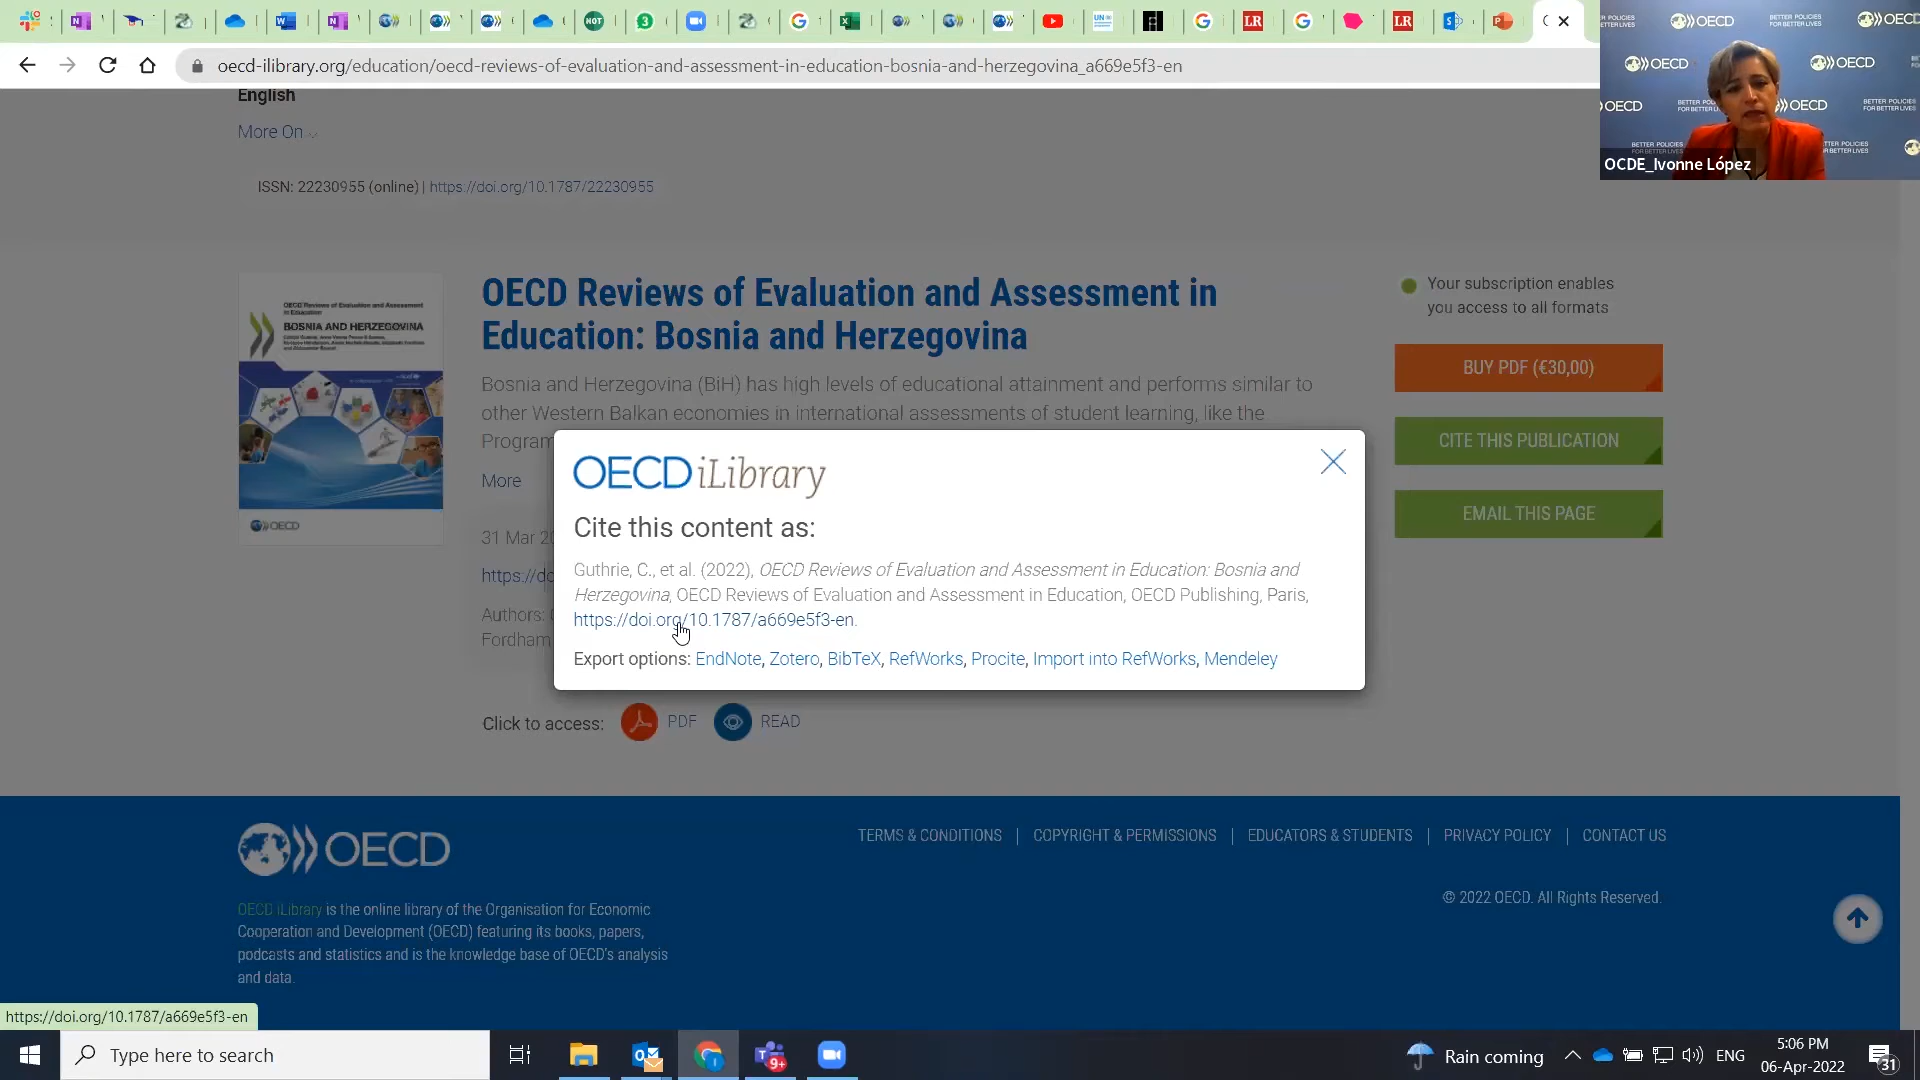 oecd-ilibrary.org/education/oecd-reviews-of-evaluation-and-assessment-in-education-bosnia-and-herzegovina_a669e5f3-en
OECD
BETTER POLICIES
FOR BETTER LIVES
OCDE_Ivonne López
English
More On
ISSN: 22230955 (online) | https://doi.org/10.1787/22230955
OECD Reviews of Evaluation and Assessment in Education
BOSNIA AND HERZEGOVINA
OECD
OECD Reviews of Evaluation and Assessment in
Education: Bosnia and Herzegovina
Bosnia and Herzegovina (BiH) has high levels of educational attainment and performs similar to
other Western Balkan economies in international assessments of student learning, like the
Program
More
31 Mar 20
https://do
Authors:
Fordham
Your subscription enables
you access to all formats
BUY PDF (€30,00)
CITE THIS PUBLICATION
EMAIL THIS PAGE
OECD iLibrary
Cite this content as:
Guthrie, C., et al. (2022), OECD Reviews of Evaluation and Assessment in Education: Bosnia and
Herzegovina, OECD Reviews of Evaluation and Assessment in Education, OECD Publishing, Paris,
https://doi.org/10.1787/a669e5f3-en.
Export options: EndNote, Zotero, BibTeX, RefWorks, Procite, Import into RefWorks, Mendeley
Click to access: PDF READ
OECD
TERMS & CONDITIONS | COPYRIGHT & PERMISSIONS | EDUCATORS & STUDENTS | PRIVACY POLICY | CONTACT US
OECD iLibrary is the online library of the Organisation for Economic
Cooperation and Development (OECD) featuring its books, papers,
podcasts and statistics and is the knowledge base of OECD's analysis
and data.
© 2022 OECD. All Rights Reserved.
https://doi.org/10.1787/a669e5f3-en
Type here to search
9+
Rain coming
ENG
5:06 PM
06-Apr-2022
31